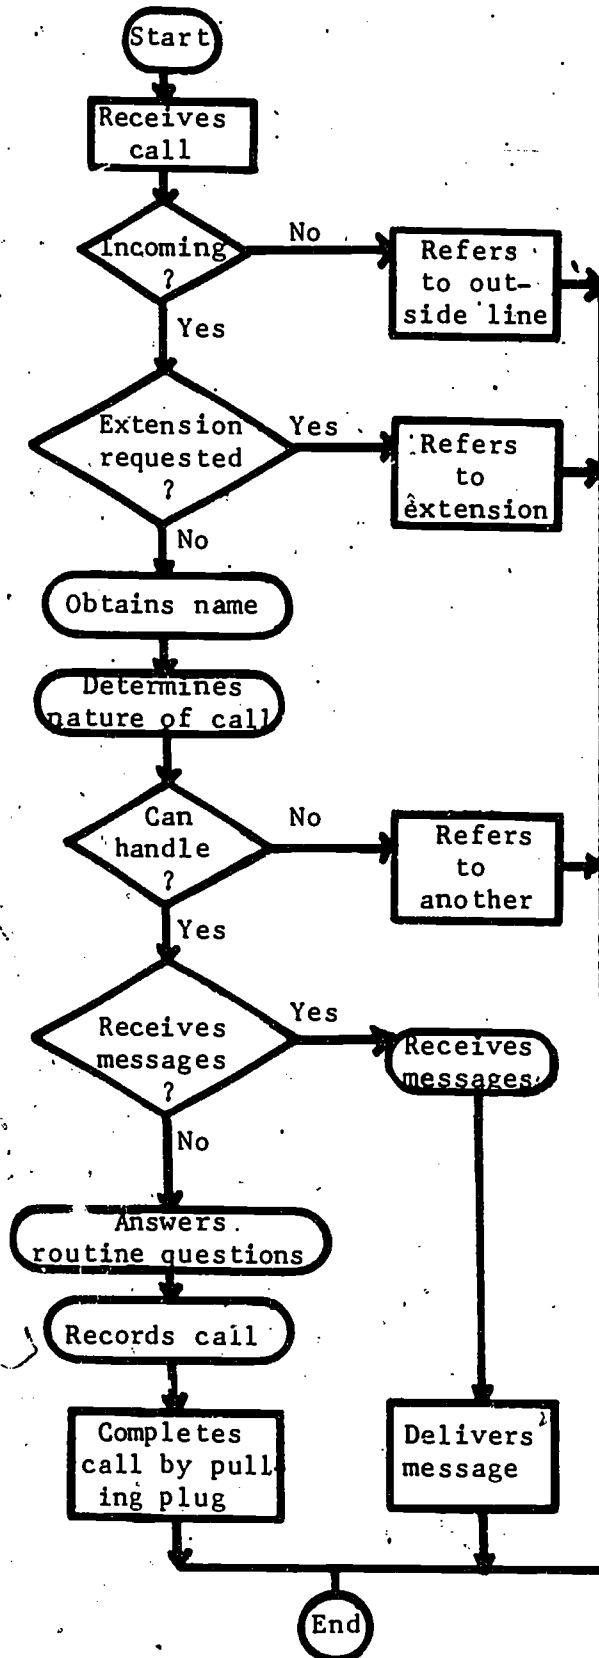 Start
Receives
call
Incoming
?
No
Refers
to out-
side line
Yes
Extension
requested
?
Yes
Refers
to
extension
No
Obtains name
Determines
nature of call
Can
handle
?
No
Refers
to
another
Yes
Receives
messages
?
Yes
Receives
messages
No
Answers
routine questions
Records call
Completes
call by pull-
ing plug
Delivers
message
End